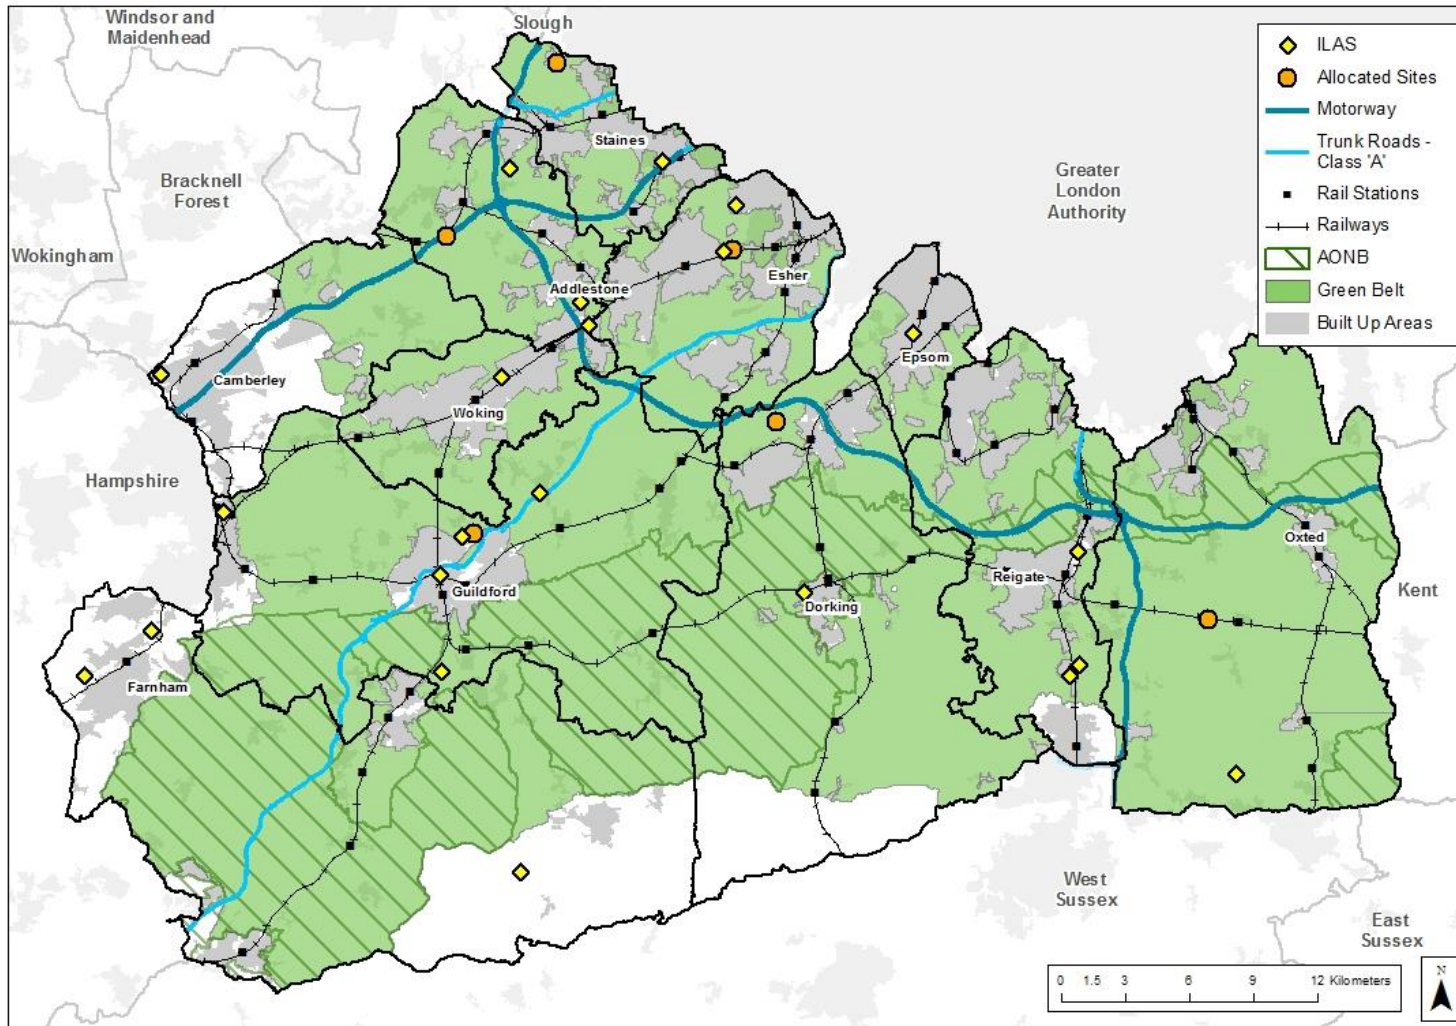 Windsor and
Maidenhead
Slough
ILAS
Allocated Sites
Motorway
Trunk Roads -
Class 'A'
Rail Stations
Railways
AONB
Green Belt
Built Up Areas
Staines
Bracknell
Forest
Greater
London
Authority
Wokingham
Esher
Addlestone
Epsom
Camberley
Woking
Hampshire
Oxted
Reigate
Kent
Guildford
Dorking
Farnham
West
Sussex
East
Sussex
0 1.5 3 6 9 12 Kilometers
N